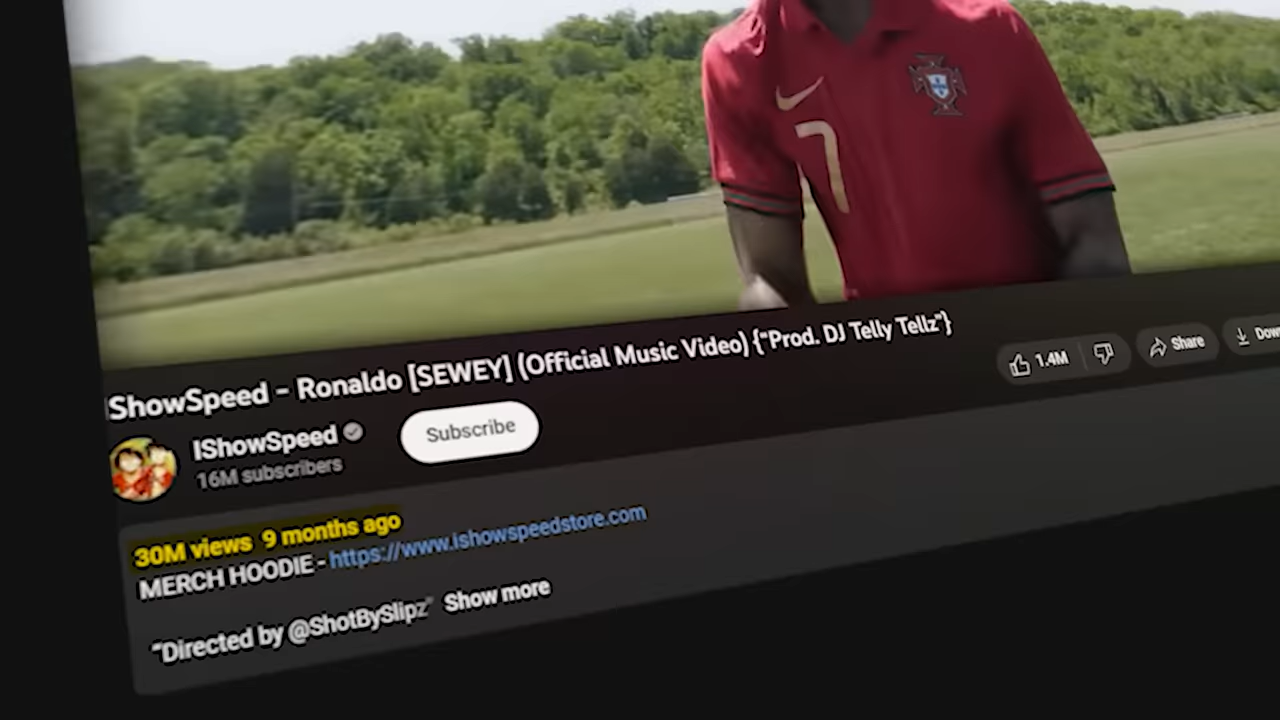 7
ShowSpeed - Ronaldo [SEWEY] (Official Music Video) {"Prod. DJ Telly Tellz"}
1.4M
Share
IShowSpeed
Subscribe
16M subscribers
30M views 9 months ago
MERCH HOODIE - https://www.ishowspeedstore.com
"Directed by @ShotBySlipz" Show more